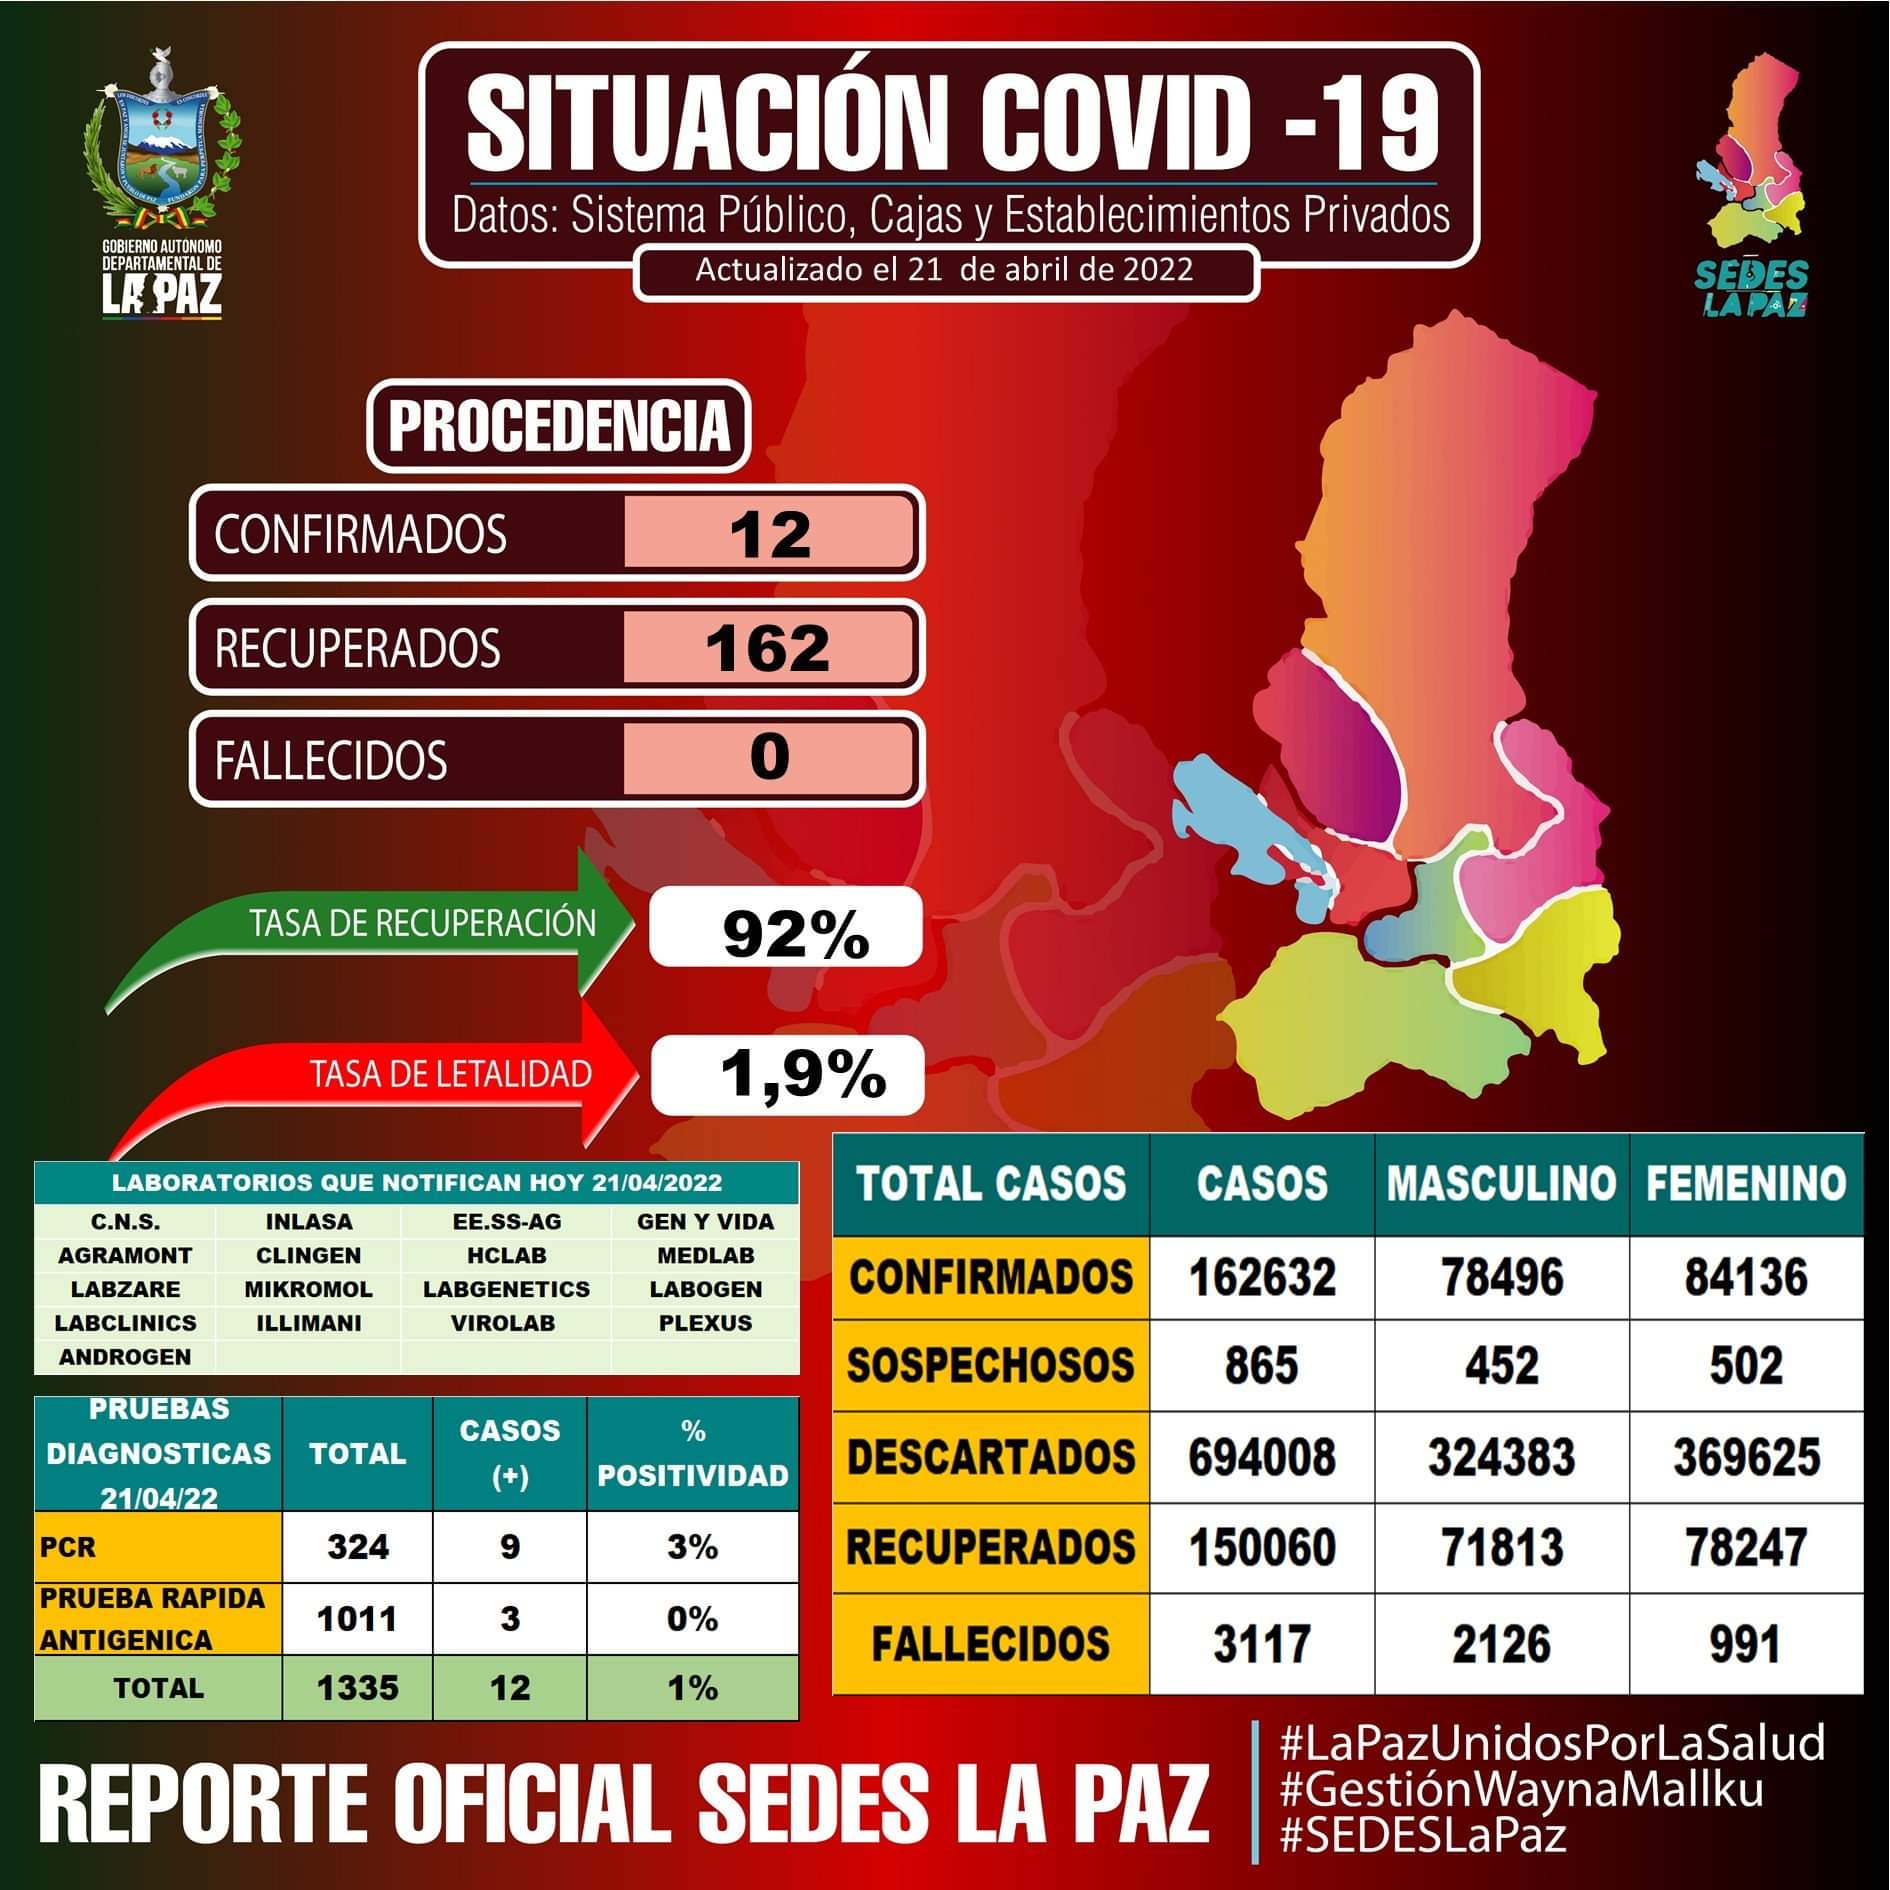 SITUACIÓN COVID -19
Datos: Sistema Público, Cajas y Establecimientos Privados
Actualizado el 21 de abril de 2022
GOBIERNO AUTÓNOMO
DEPARTAMENTAL DE
LA PAZ
SEDES
LA PAZ
PROCEDENCIA
CONFIRMADOS 12
RECUPERADOS 162
FALLECIDOS 0
TASA DE RECUPERACIÓN 92%
TASA DE LETALIDAD 1,9%
LABORATORIOS QUE NOTIFICAN HOY 21/04/2022
C.N.S. INLASA EE.SS-AG GEN Y VIDA
AGRAMONT CLINGEN HCLAB MEDLAB
LABZARE MIKROMOL LABGENETICS LABOGEN
LABCLINICS ILLIMANI VIROLAB PLEXUS
ANDROGEN
PRUEBAS
DIAGNOSTICAS
21/04/22
TOTAL
CASOS
(+)
%
POSITIVIDAD
PCR 324 9 3%
PRUEBA RAPIDA
ANTIGENICA
1011 3 0%
TOTAL 1335 12 1%
TOTAL CASOS CASOS MASCULINO FEMENINO
CONFIRMADOS 162632 78496 84136
SOSPECHOSOS 865 452 502
DESCARTADOS 694008 324383 369625
RECUPERADOS 150060 71813 78247
FALLECIDOS 3117 2126 991
REPORTE OFICIAL SEDES LA PAZ
#LaPazUnidosPorLaSalud
#GestiónWaynaMallku
#SEDESLaPaz